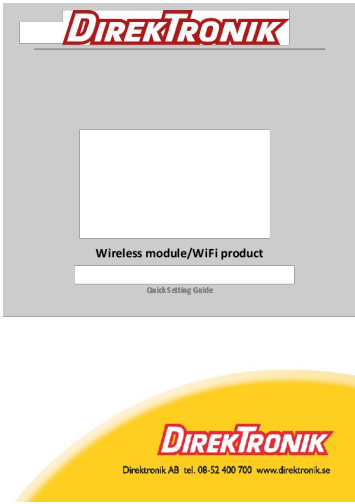 DIREKTRONIK
Wireless module/WiFi product
Quick Setting Guide
DIREKTRONIK
Direktronik AB tel. 08-52 400 700 www.direktronik.se